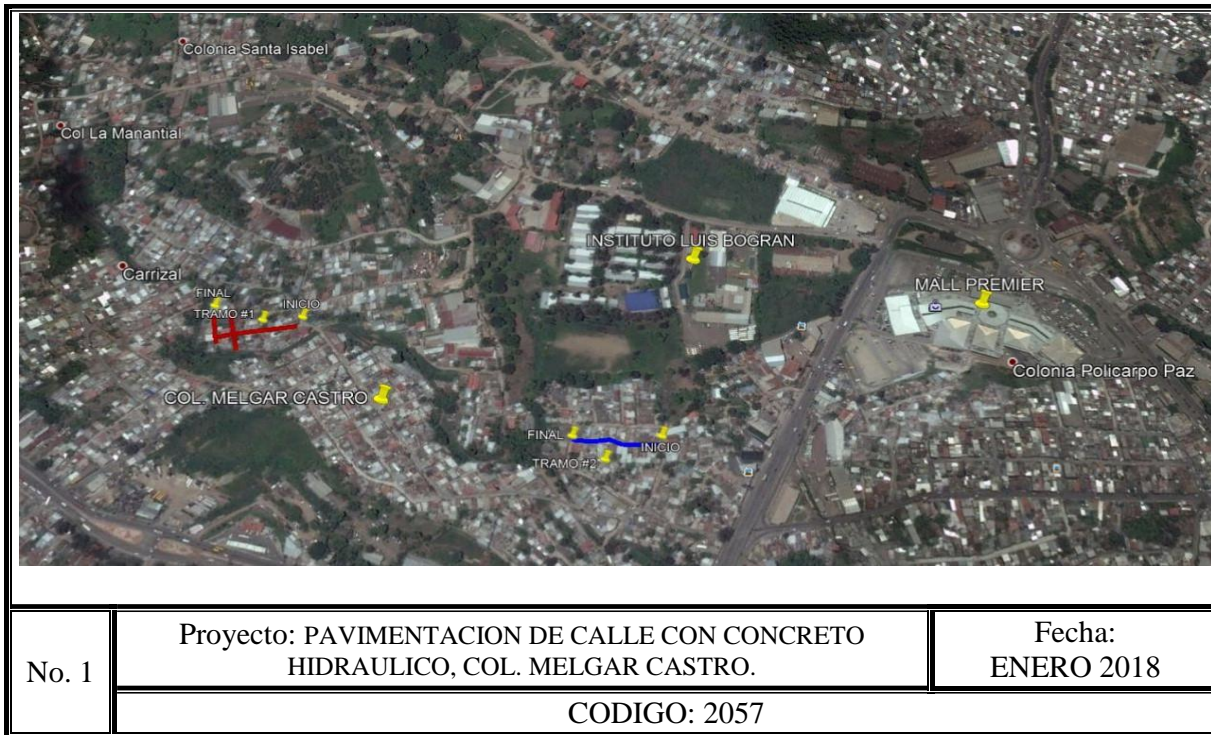 Colonia Santa Isabel
Col La Manantial
INSTITUTO LUIS BOGRAN
Carrizal
MALL PREMIER
FINAL
INICIO
TRAMO #1
Colonia Policarpo Paz
COL. MELGAR CASTRO
FINAL
INICIO
TRAMO #2
No. 1
Proyecto: PAVIMENTACION DE CALLE CON CONCRETO
HIDRAULICO, COL. MELGAR CASTRO.
Fecha:
ENERO 2018
CODIGO: 2057